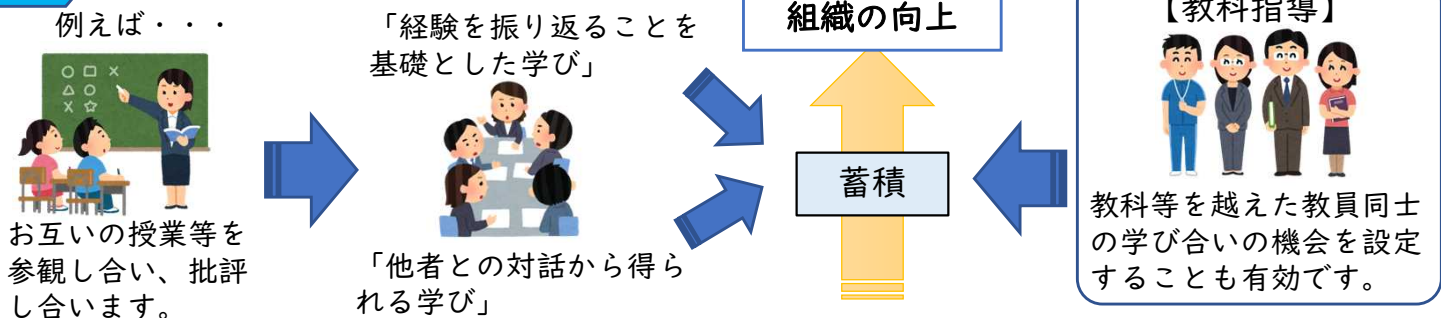 例えば・・・
お互いの授業等を
参観し合い、批評
し合います。
「経験を振り返ることを
基礎とした学び」
「他者との対話から得ら
れる学び」
組織の向上
蓄積
【教科指導】
教科等を越えた教員同士
の学び合いの機会を設定
することも有効です。